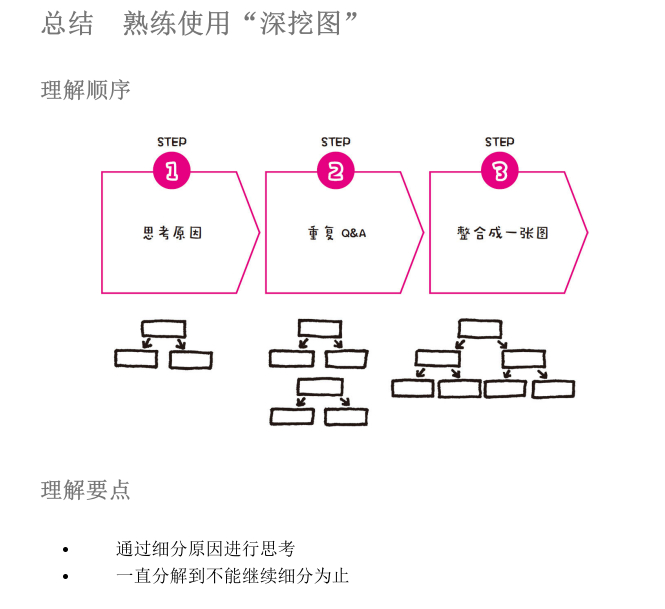 总结　熟练使用“深挖图”
理解顺序
STEP STEP STEP
1 2 3
思考原因 重复 Q&A 整合成一张图
理解要点
• 通过细分原因进行思考
• 一直分解到不能继续细分为止